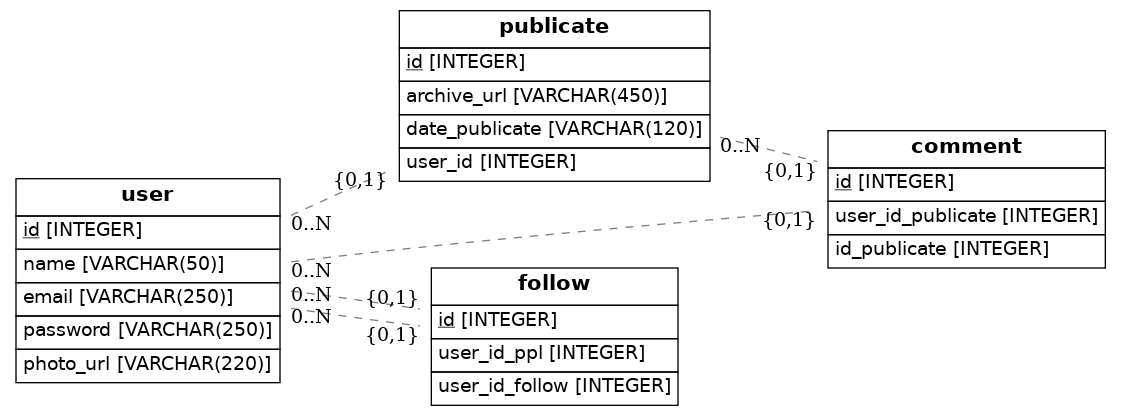 publicate
id [INTEGER]
archive_url [VARCHAR(450)]
date_publicate [VARCHAR(120)]
user_id [INTEGER]
user
id [INTEGER]
name [VARCHAR(50)]
email [VARCHAR(250)]
password [VARCHAR(250)]
photo_url [VARCHAR(220)]
comment
id [INTEGER]
user_id_publicate [INTEGER]
id_publicate [INTEGER]
follow
id [INTEGER]
user_id_ppl [INTEGER]
user_id_follow [INTEGER]
{0,1}
0..N
0..N
{0,1}
{0,1}
0..N
0..N
{0,1}
0..N
{0,1}